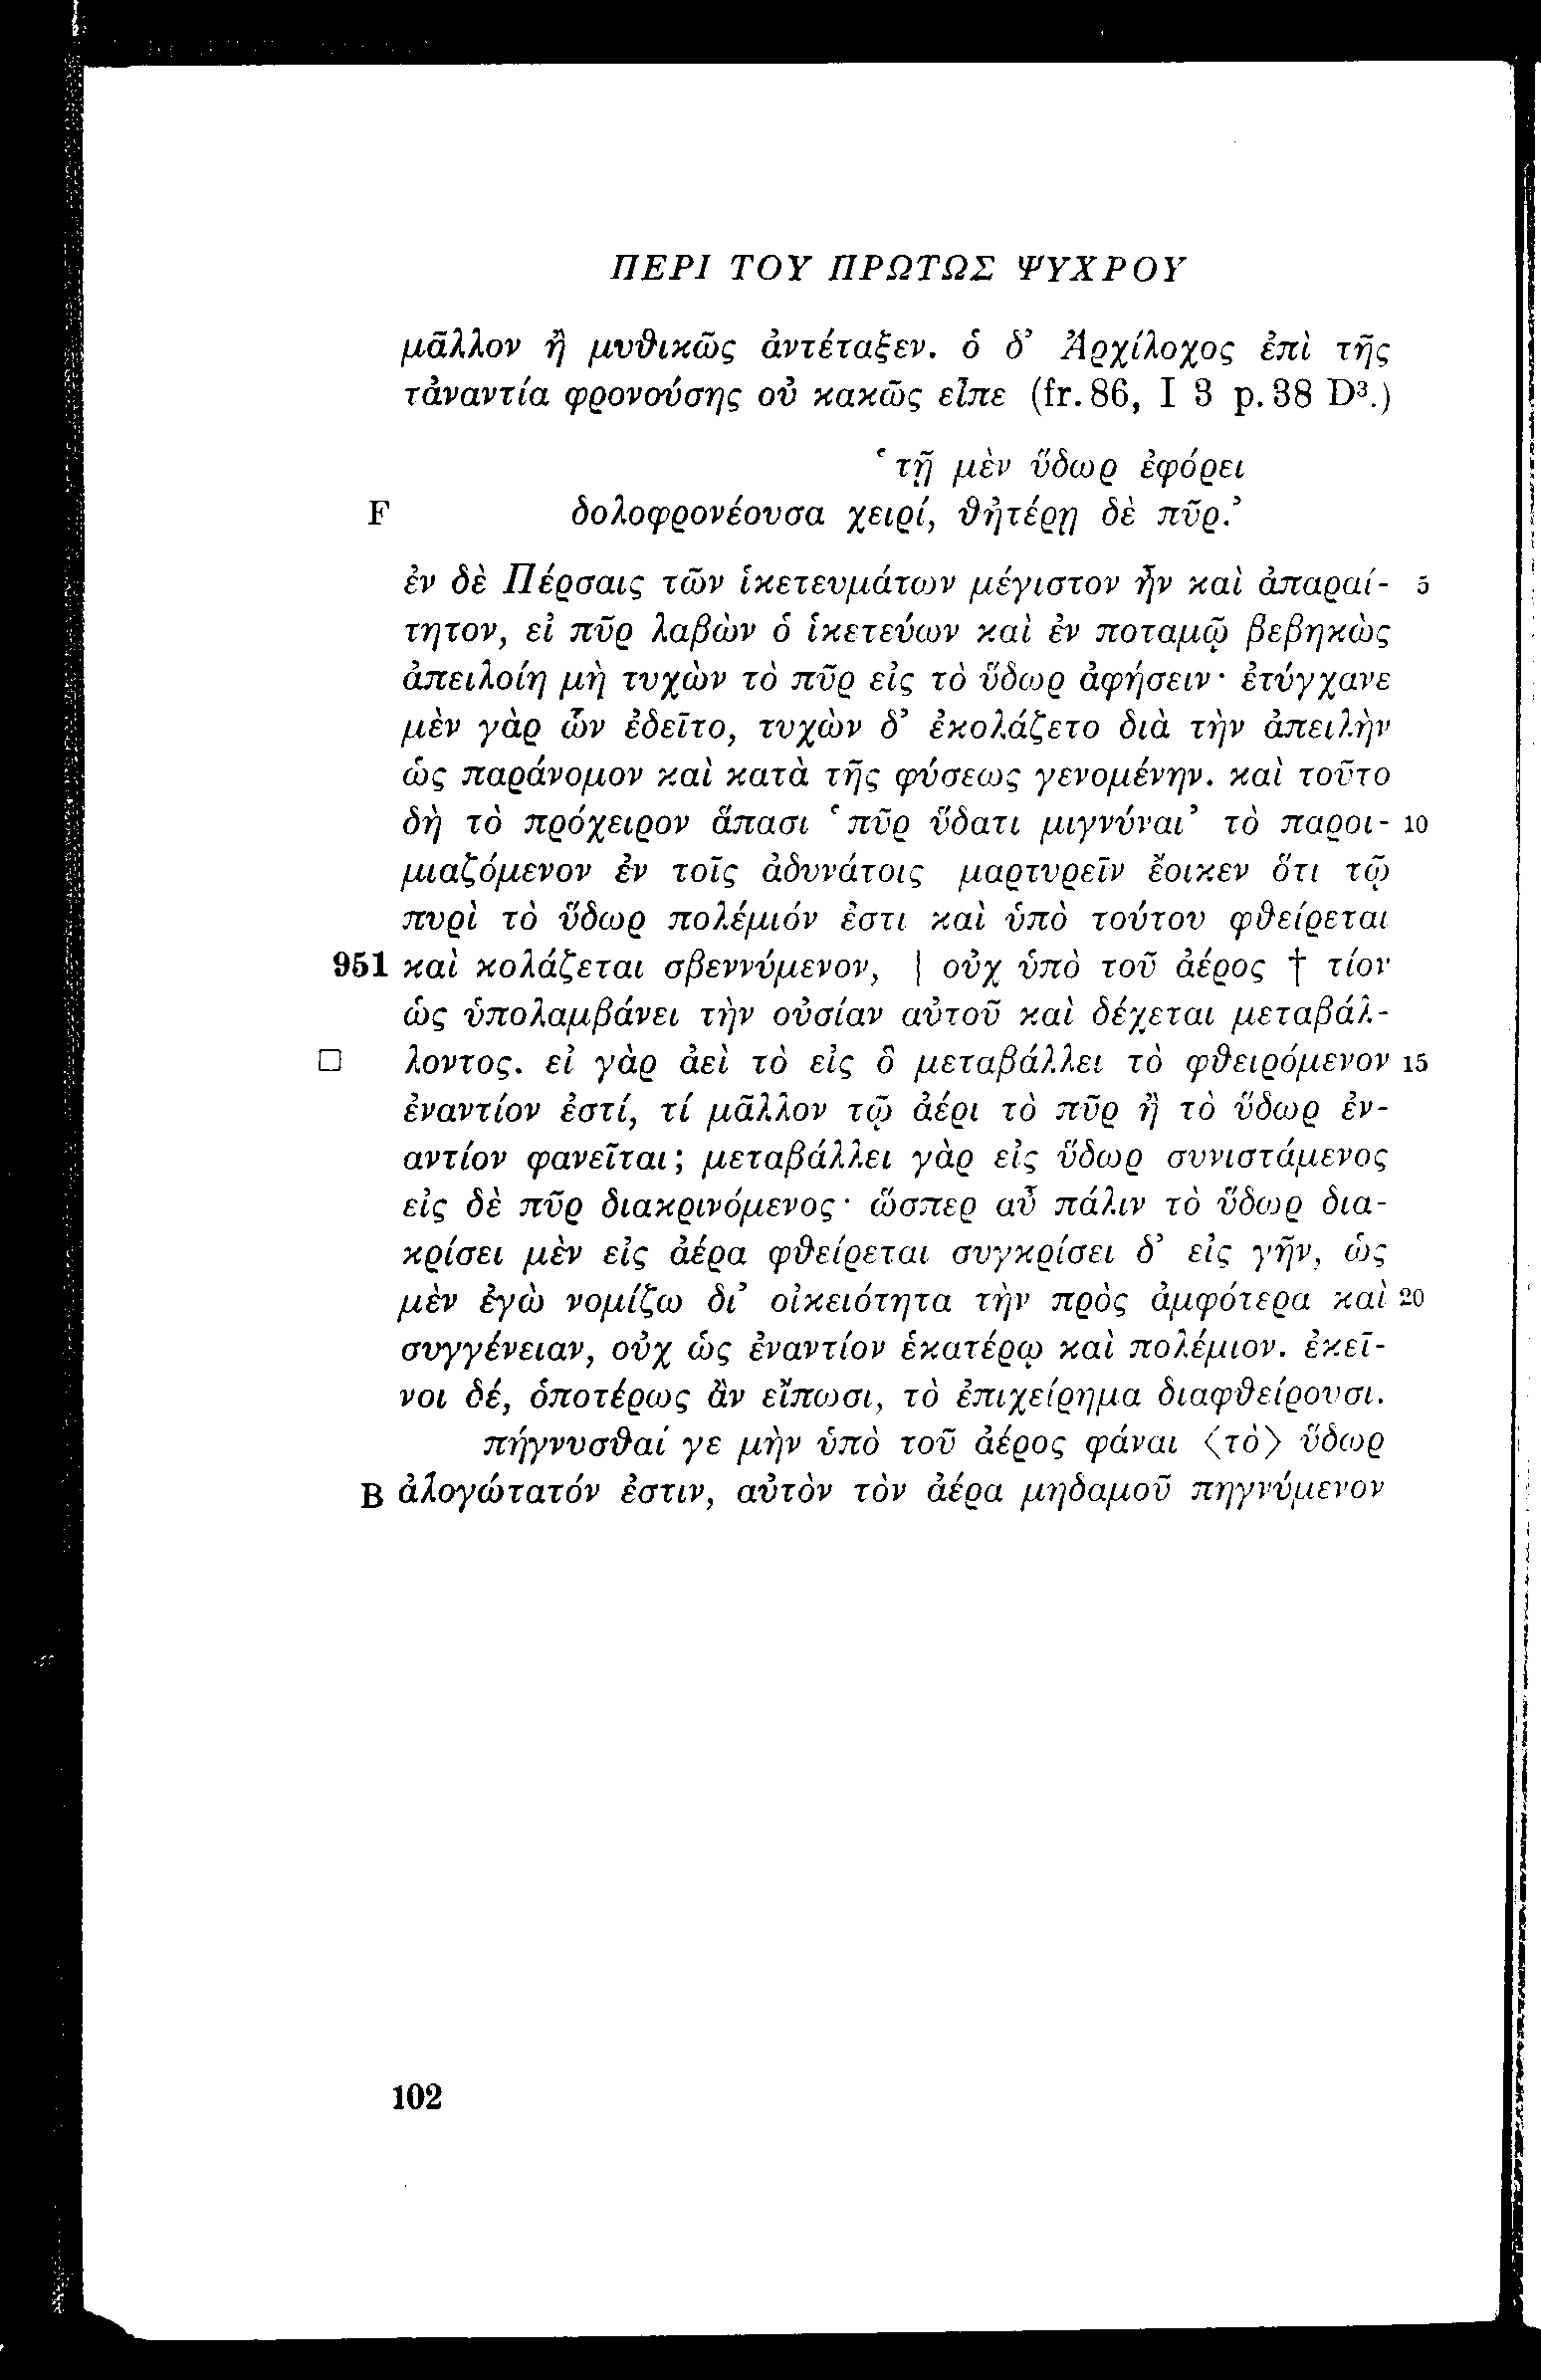 ΠΕΡΙ ΤΟΥ ΠΡΩΤΩΣ ΨΥΧΡΟΥ
μᾶλλον ἢ μυθικῶς ἀντέταξεν. ὁ δ’ Ἀρχίλοχος ἐπὶ τῆς
τἀναντία φρονούσης οὐ κακῶς εἶπε (fr. 86, I 3 p. 38 D³.)
‛τῇ μὲν ὕδωρ ἐφόρει
F δολοφρονέουσα χειρί, θἠτέρῃ δὲ πῦρ.’
ἐν δὲ Πέρσαις τῶν ἱκετευμάτων μέγιστον ἦν καὶ ἀπαραί- 5
τητον, εἰ πῦρ λαβὼν ὁ ἱκετεύων καὶ ἐν ποταμῷ βεβηκὼς
ἀπειλοίη μὴ τυχὼν τὸ πῦρ εἰς τὸ ὕδωρ ἀφήσειν· ἐτύγχανε
μὲν γὰρ ὧν ἐδεῖτο, τυχὼν δ’ ἐκολάζετο διὰ τὴν ἀπειλὴν
ὡς παράνομον καὶ κατὰ τῆς φύσεως γενομένην. καὶ τοῦτο
δὴ τὸ πρόχειρον ἅπασι ‛πῦρ ὕδατι μιγνύναι’ τὸ παροι- 10
μιαζόμενον ἐν τοῖς ἀδυνάτοις μαρτυρεῖν ἔοικεν ὅτι τῷ
πυρὶ τὸ ὕδωρ πολέμιόν ἐστι καὶ ὑπὸ τούτου φθείρεται
951 καὶ κολάζεται σβεννύμενον, | οὐχ ὑπὸ τοῦ ἀέρος † τίον
ὡς ὑπολαμβάνει τὴν οὐσίαν αὐτοῦ καὶ δέχεται μεταβάλ-
□ λοντος. εἰ γὰρ ἀεὶ τὸ εἰς ὃ μεταβάλλει τὸ φθειρόμενον 15
ἐναντίον ἐστί, τί μᾶλλον τῷ ἀέρι τὸ πῦρ ἢ τὸ ὕδωρ ἐν-
αντίον φανεῖται; μεταβάλλει γὰρ εἰς ὕδωρ συνιστάμενος
εἰς δὲ πῦρ διακρινόμενος· ὥσπερ αὖ πάλιν τὸ ὕδωρ δια-
κρίσει μὲν εἰς ἀέρα φθείρεται συγκρίσει δ’ εἰς γῆν, ὡς
μὲν ἐγὼ νομίζω δι’ οἰκειότητα τὴν πρὸς ἀμφότερα καὶ 20
συγγένειαν, οὐχ ὡς ἐναντίον ἑκατέρῳ καὶ πολέμιον. ἐκεῖ-
νοι δέ, ὁποτέρως ἂν εἴπωσι, τὸ ἐπιχείρημα διαφθείρουσι.
πήγνυσθαί γε μὴν ὑπὸ τοῦ ἀέρος φάναι ⟨τὸ⟩ ὕδωρ
B ἀλογώτατόν ἐστιν, αὐτὸν τὸν ἀέρα μηδαμοῦ πηγνύμενον
102